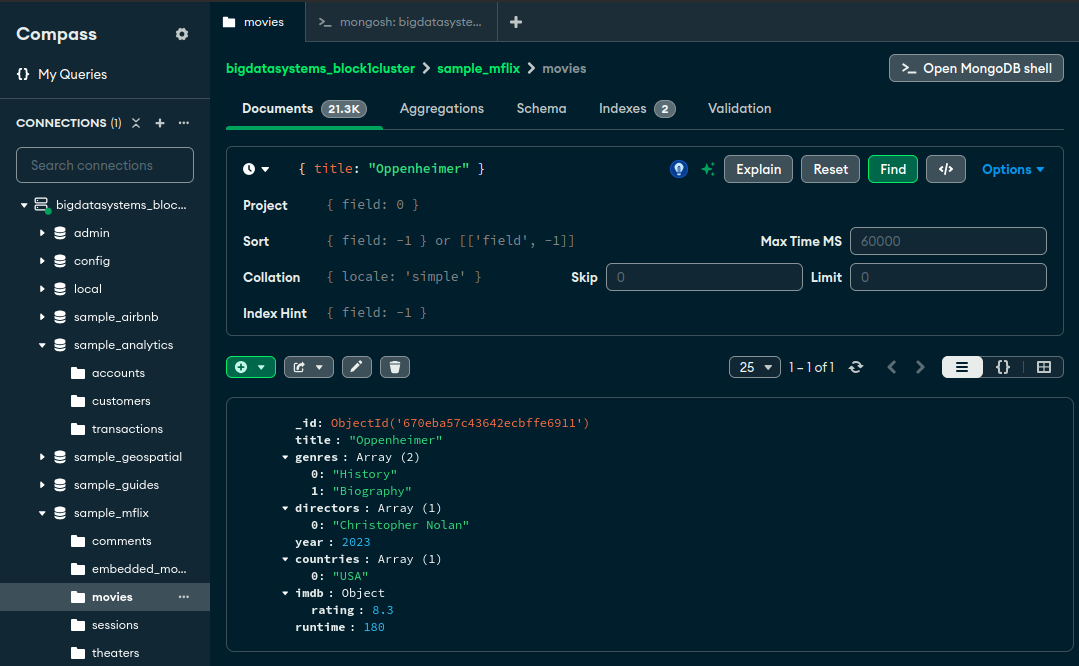 Compass
My Queries
CONNECTIONS (1)
Search connections
bigdatasystems_bloc...
admin
config
local
sample_airbnb
sample_analytics
accounts
customers
transactions
sample_geospatial
sample_guides
sample_mflix
comments
embedded_mo...
movies
sessions
theaters
movies
>_ mongosh: bigdatasyste...
bigdatasystems_block1cluster > sample_mflix > movies
>_ Open MongoDB shell
Documents 21.3K Aggregations Schema Indexes 2 Validation
{ title: "Oppenheimer" } Explain Reset Find </> Options
Project { field: 0 }
Sort { field: -1 } or [['field', -1]] Max Time MS 60000
Collation { locale: 'simple' } Skip 0 Limit 0
Index Hint { field: -1 }
25 1–1 of 1 {}
_id: ObjectId('670eba57c43642ecbffe6911')
title : "Oppenheimer"
genres : Array (2)
0: "History"
1: "Biography"
directors : Array (1)
0: "Christopher Nolan"
year : 2023
countries : Array (1)
0: "USA"
imdb : Object
rating : 8.3
runtime : 180